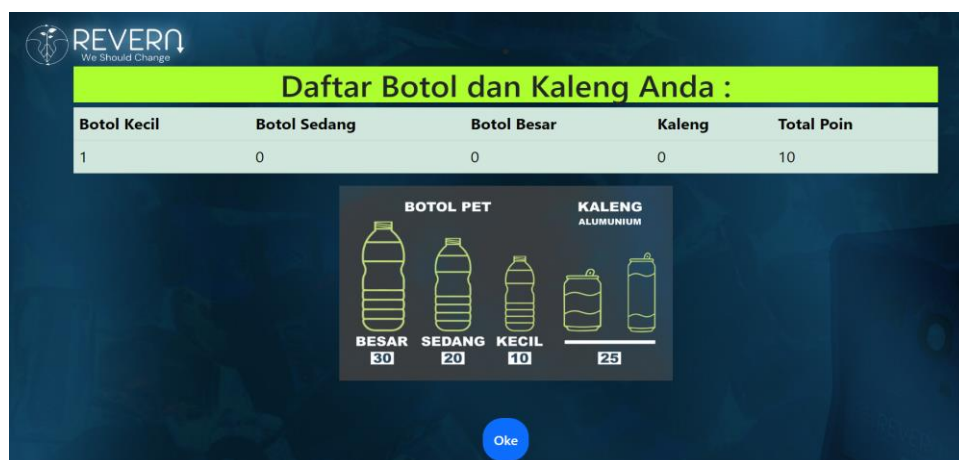 REVERN
We Should Change
Daftar Botol dan Kaleng Anda :
Botol Kecil Botol Sedang Botol Besar Kaleng Total Poin
1 0 0 0 10
BOTOL PET KALENG
ALUMUNIUM
BESAR SEDANG KECIL
30 20 10 25
Oke